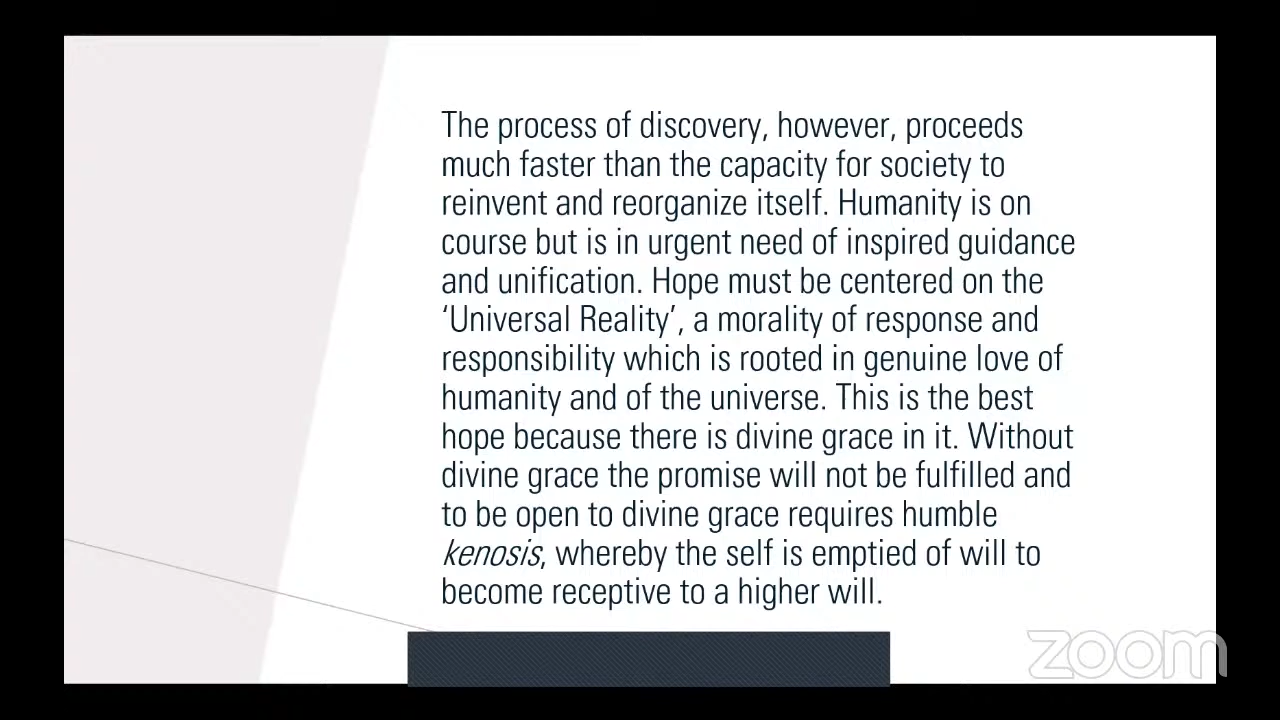 The process of discovery, however, proceeds
much faster than the capacity for society to
reinvent and reorganize itself. Humanity is on
course but is in urgent need of inspired guidance
and unification. Hope must be centered on the
‘Universal Reality’, a morality of response and
responsibility which is rooted in genuine love of
humanity and of the universe. This is the best
hope because there is divine grace in it. Without
divine grace the promise will not be fulfilled and
to be open to divine grace requires humble
kenosis, whereby the self is emptied of will to
become receptive to a higher will.
zoom